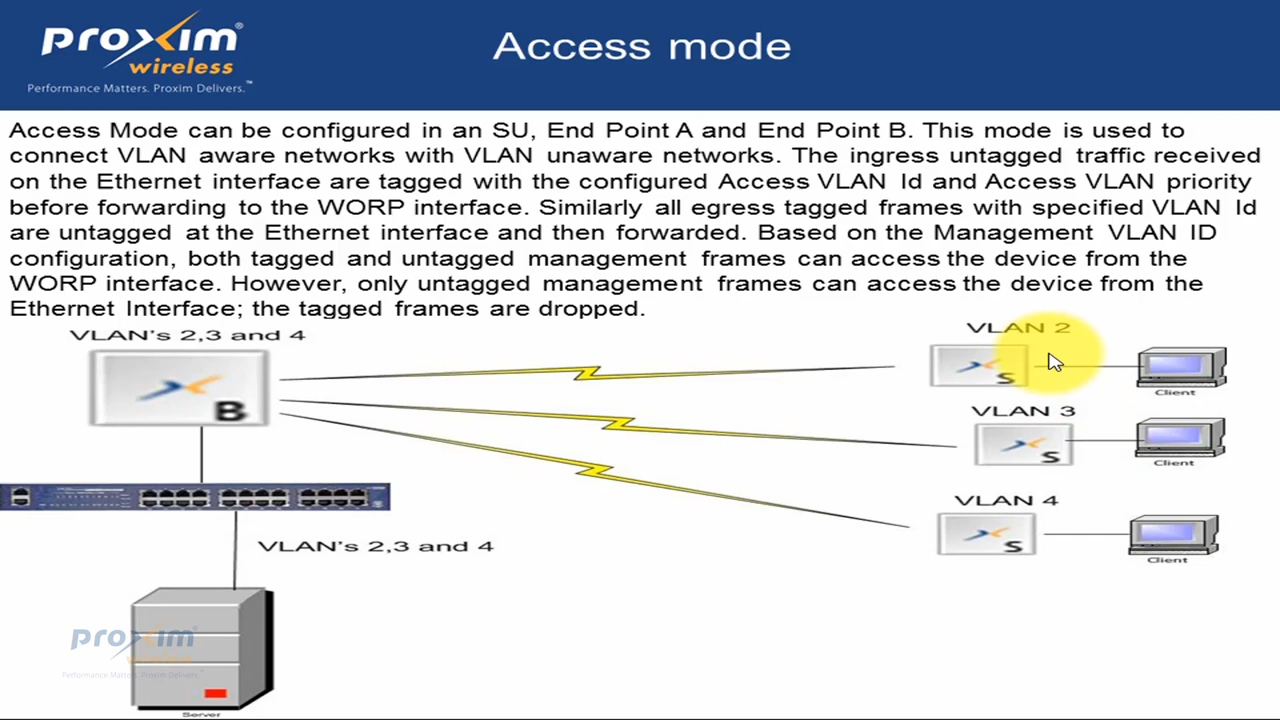 proxim
wireless
Performance Matters. Proxim Delivers.™
Access mode
Access Mode can be configured in an SU, End Point A and End Point B. This mode is used to
connect VLAN aware networks with VLAN unaware networks. The ingress untagged traffic received
on the Ethernet interface are tagged with the configured Access VLAN Id and Access VLAN priority
before forwarding to the WORP interface. Similarly all egress tagged frames with specified VLAN Id
are untagged at the Ethernet interface and then forwarded. Based on the Management VLAN ID
configuration, both tagged and untagged management frames can access the device from the
WORP interface. However, only untagged management frames can access the device from the
Ethernet Interface; the tagged frames are dropped.
VLAN's 2,3 and 4
B
VLAN 2
S
Client
VLAN 3
S
Client
VLAN 4
S
Client
VLAN's 2,3 and 4
proxim
wireless
Performance Matters. Proxim Delivers.
Server